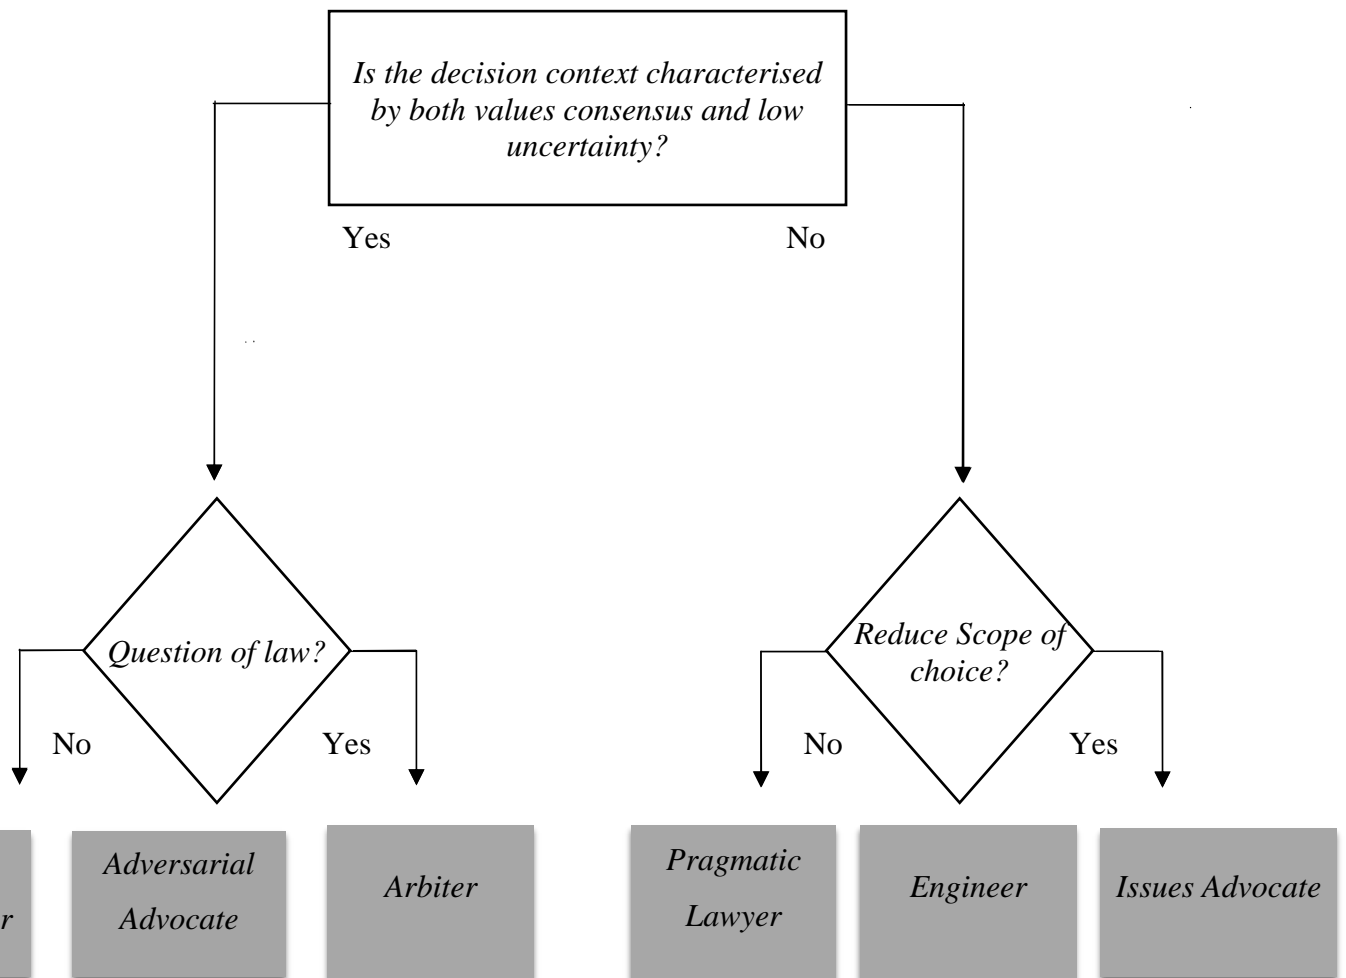 Is the decision context characterised
by both values consensus and low
uncertainty?
Yes
No
Question of law?
No
Yes
Reduce Scope of
choice?
No
Yes
Adversarial
Advocate
Arbiter
Pragmatic
Lawyer
Engineer
Issues Advocate